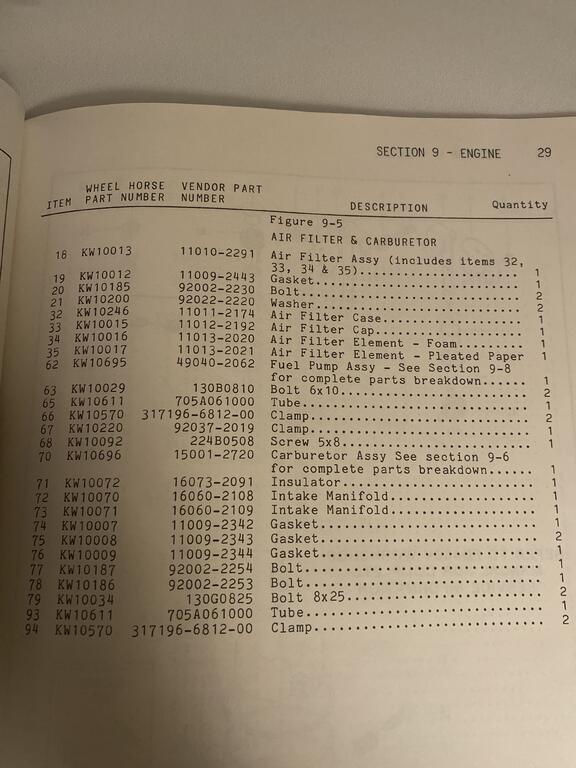 SECTION 9 - ENGINE 29
WHEEL HORSE VENDOR PART
ITEM PART NUMBER NUMBER DESCRIPTION Quantity
Figure 9-5
AIR FILTER & CARBURETOR
18 KW10013 11010-2291 Air Filter Assy (includes items 32,
33, 34 & 35)...................... 1
19 KW10012 11009-2443 Gasket............................ 1
20 KW10185 92002-2230 Bolt.............................. 2
21 KW10200 92022-2220 Washer............................ 2
32 KW10246 11011-2174 Air Filter Case................... 1
33 KW10015 11012-2192 Air Filter Cap.................... 1
34 KW10016 11013-2020 Air Filter Element - Foam......... 1
35 KW10017 11013-2021 Air Filter Element - Pleated Paper 1
62 KW10695 49040-2062 Fuel Pump Assy - See Section 9-8
for complete parts breakdown...... 1
63 KW10029 130B0810 Bolt 6x10......................... 2
65 KW10611 705A061000 Tube.............................. 1
66 KW10570 317196-6812-00 Clamp............................. 2
67 KW10220 92037-2019 Clamp............................. 1
68 KW10092 224B0508 Screw 5x8......................... 1
70 KW10696 15001-2720 Carburetor Assy See section 9-6
for complete parts breakdown...... 1
71 KW10072 16073-2091 Insulator......................... 1
72 KW10070 16060-2108 Intake Manifold................... 1
73 KW10071 16060-2109 Intake Manifold................... 1
74 KW10007 11009-2342 Gasket............................ 1
75 KW10008 11009-2343 Gasket............................ 2
76 KW10009 11009-2344 Gasket............................ 1
77 KW10187 92002-2254 Bolt.............................. 1
78 KW10186 92002-2253 Bolt.............................. 1
79 KW10034 130G0825 Bolt 8x25......................... 2
93 KW10611 705A061000 Tube.............................. 1
94 KW10570 317196-6812-00 Clamp............................. 2